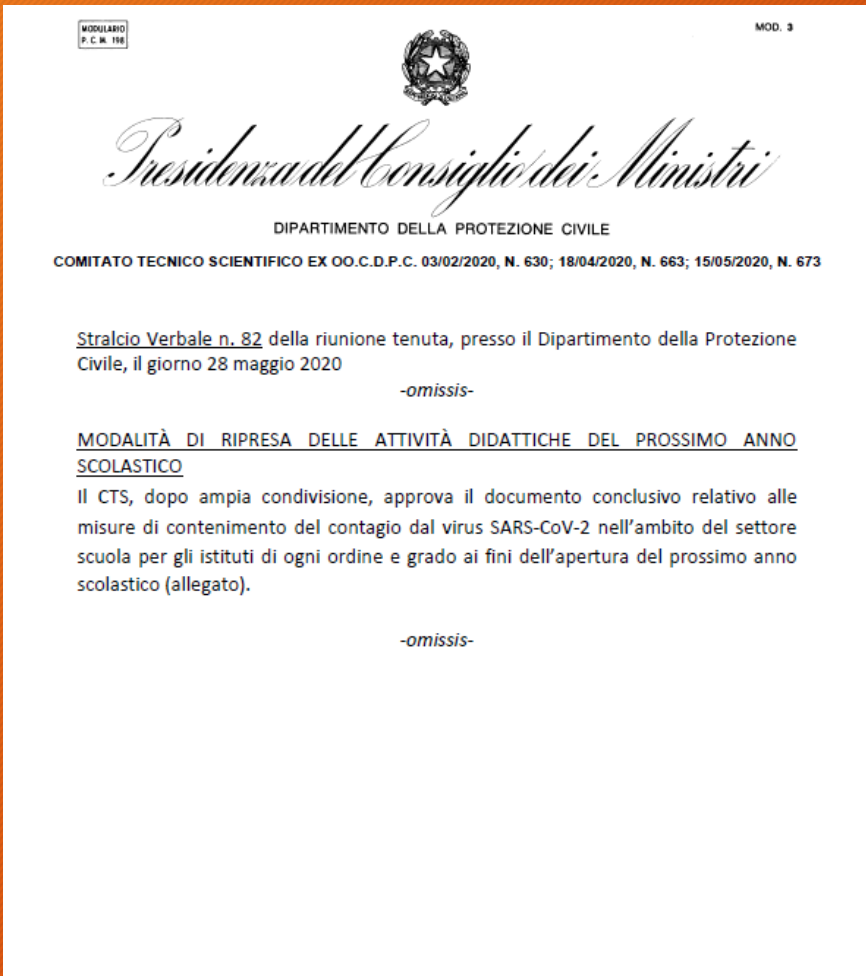 MODULARIO
P. C. M. 198
MOD. 3
Presidenza del Consiglio dei Ministri
DIPARTIMENTO DELLA PROTEZIONE CIVILE
COMITATO TECNICO SCIENTIFICO EX OO.C.D.P.C. 03/02/2020, N. 630; 18/04/2020, N. 663; 15/05/2020, N. 673
Stralcio Verbale n. 82 della riunione tenuta, presso il Dipartimento della Protezione
Civile, il giorno 28 maggio 2020
-omissis-
MODALITÀ DI RIPRESA DELLE ATTIVITÀ DIDATTICHE DEL PROSSIMO ANNO
SCOLASTICO
Il CTS, dopo ampia condivisione, approva il documento conclusivo relativo alle
misure di contenimento del contagio dal virus SARS-CoV-2 nell’ambito del settore
scuola per gli istituti di ogni ordine e grado ai fini dell’apertura del prossimo anno
scolastico (allegato).
-omissis-